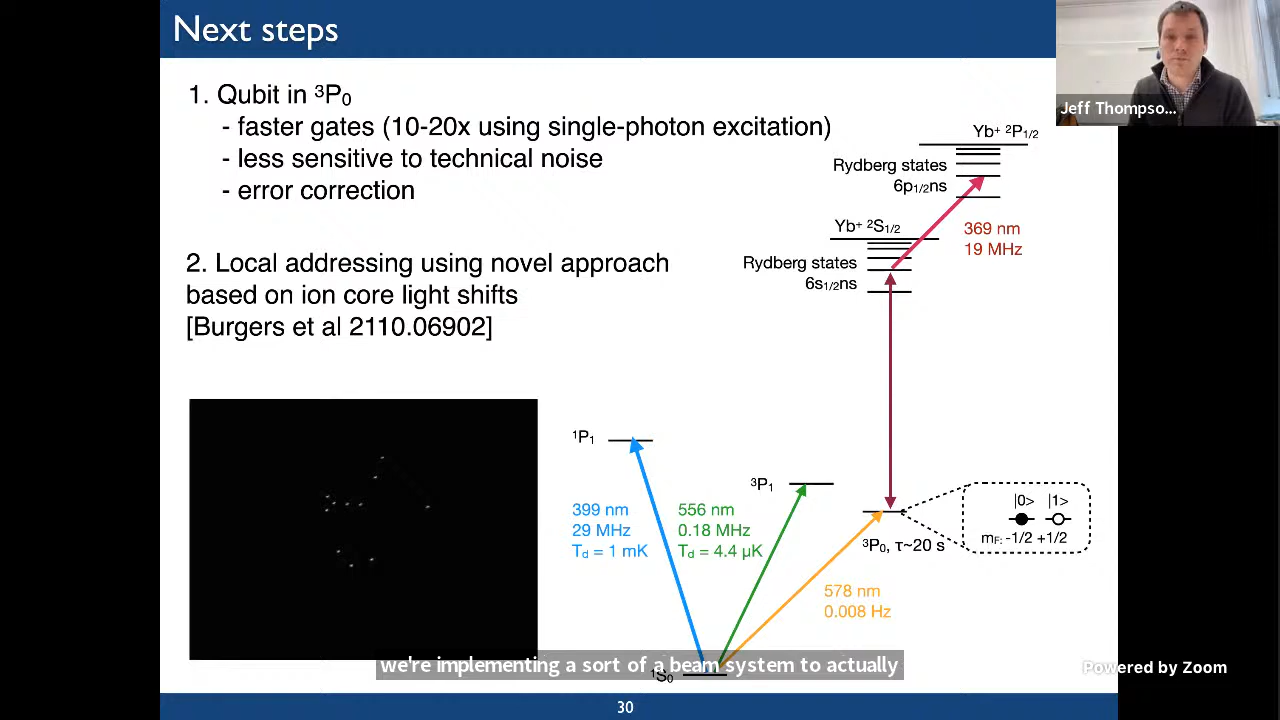 Next steps
Jeff Thompso...
1. Qubit in ³P₀
- faster gates (10-20x using single-photon excitation)
- less sensitive to technical noise
- error correction
2. Local addressing using novel approach
based on ion core light shifts
[Burgers et al 2110.06902]
Yb⁺ ²P₁/₂
Rydberg states
6p₁/₂ns
369 nm
19 MHz
Yb⁺ ²S₁/₂
Rydberg states
6s₁/₂ns
¹P₁
399 nm
29 MHz
T_d = 1 mK
³P₁
556 nm
0.18 MHz
T_d = 4.4 µK
³P₀, τ~20 s
|0> |1>
m_F: -1/2 +1/2
578 nm
0.008 Hz
¹S₀
we're implementing a sort of a beam system to actually
Powered by Zoom
30